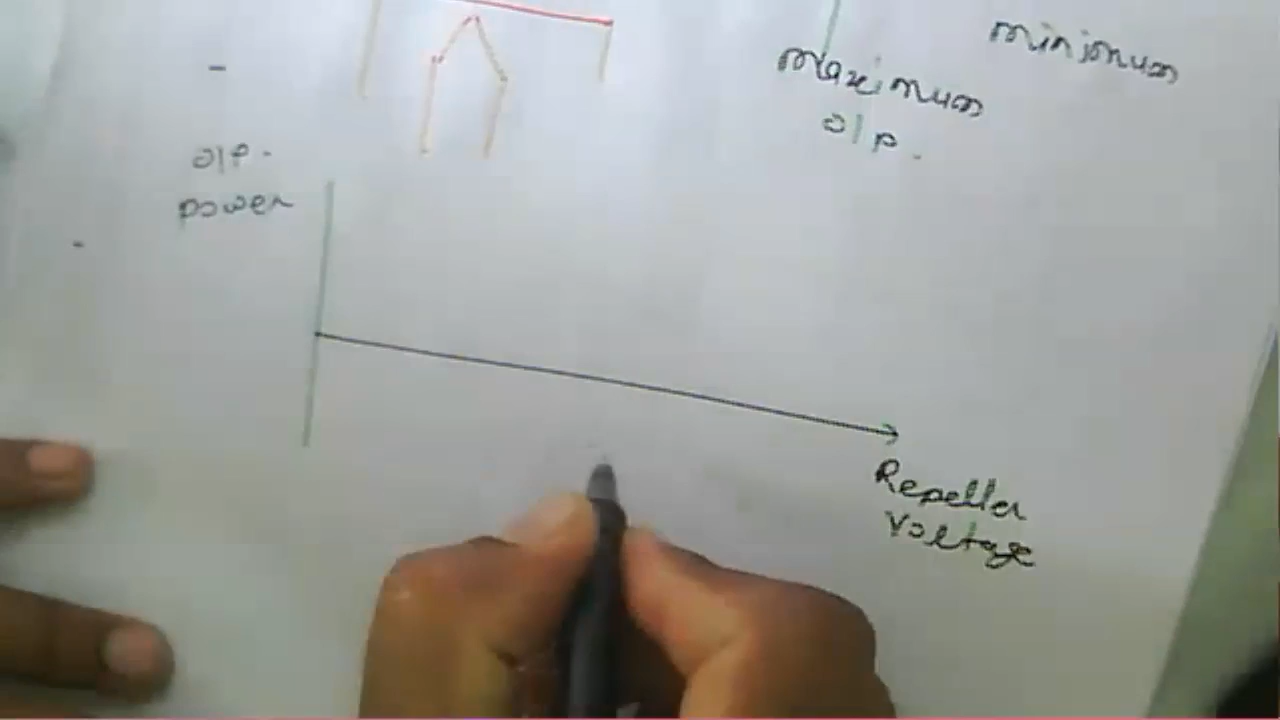 minimum
maximum
o/p.
o/p.
power
Repeller
Voltage